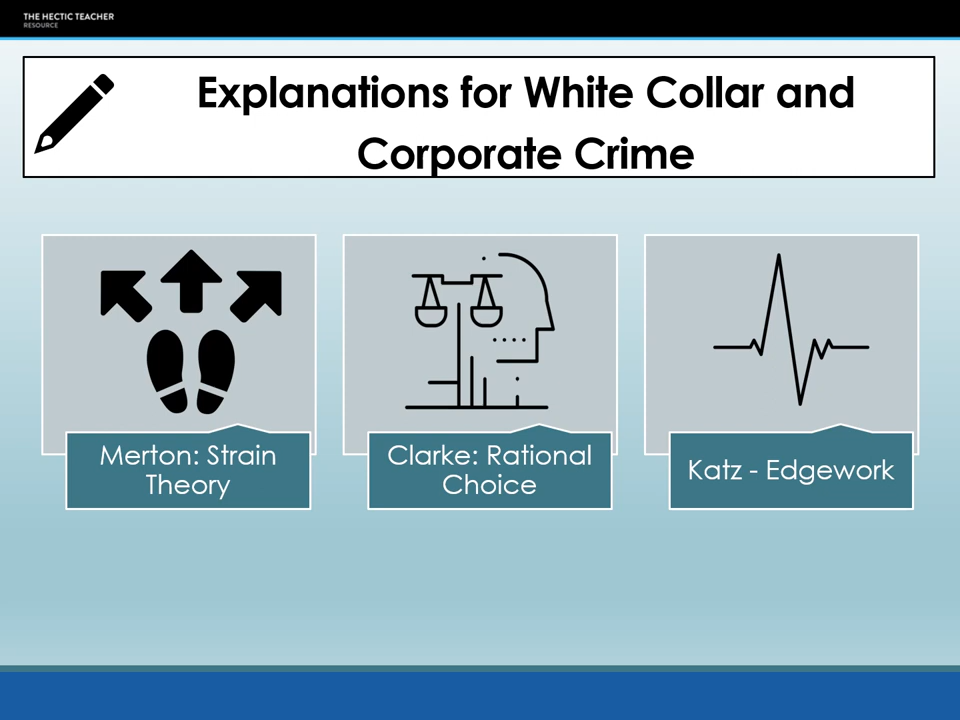 THE HECTIC TEACHER
RESOURCE
Explanations for White Collar and
Corporate Crime
Merton: Strain
Theory
Clarke: Rational
Choice
Katz - Edgework